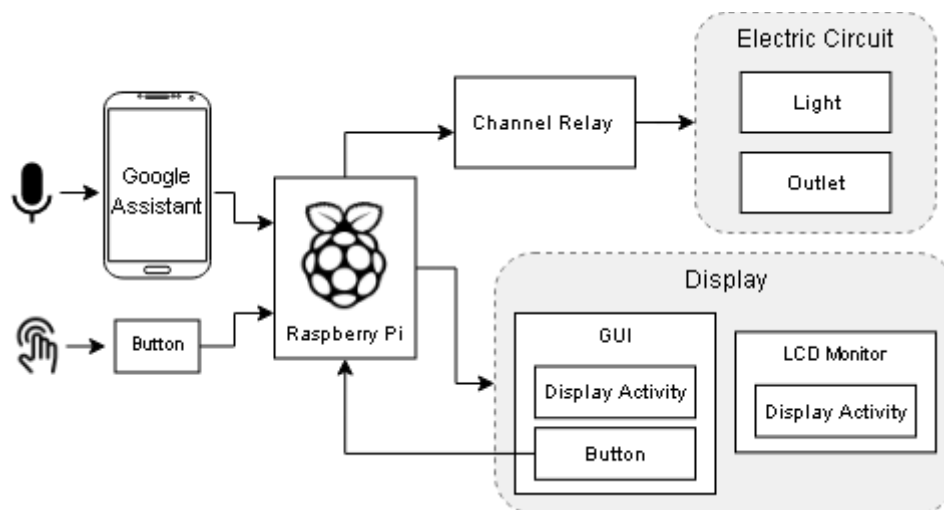 Electric Circuit
Light
Outlet
Channel Relay
Google
Assistant
Raspberry Pi
Button
Display
GUI
Display Activity
Button
LCD Monitor
Display Activity